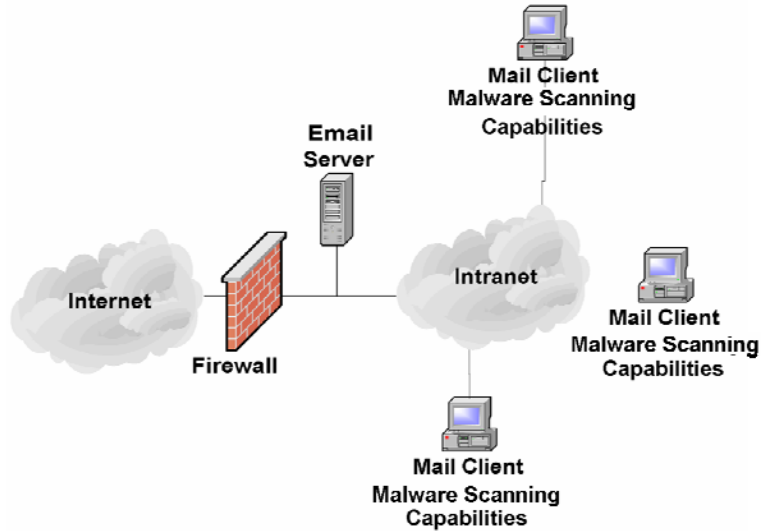 Mail Client
Malware Scanning
Capabilities
Email
Server
Internet
Intranet
Firewall
Mail Client
Malware Scanning
Capabilities
Mail Client
Malware Scanning
Capabilities